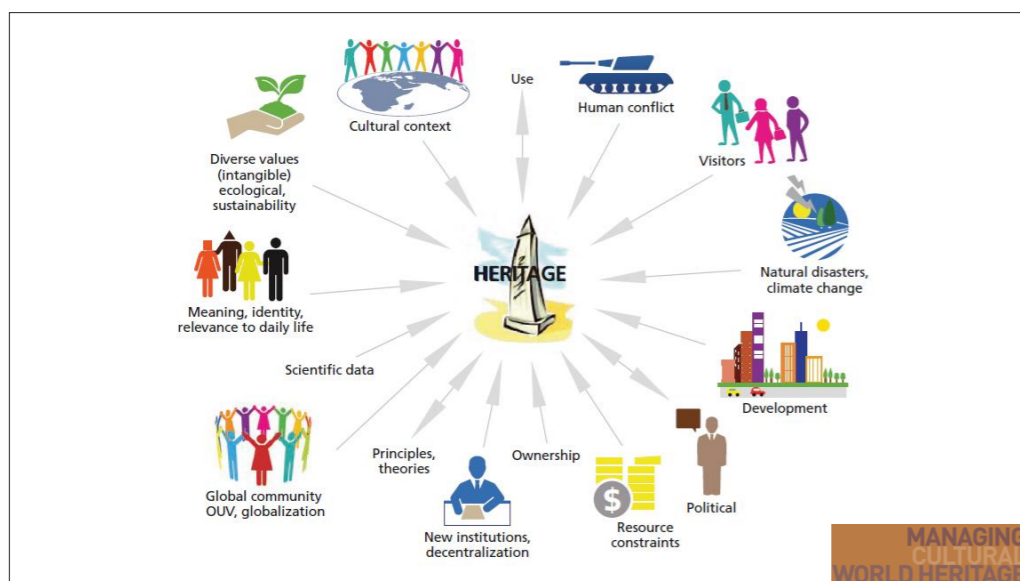 Cultural context
Use
Human conflict
Visitors
Diverse values
(intangible)
ecological,
sustainability
Natural disasters,
climate change
HERITAGE
Meaning, identity,
relevance to daily life
Scientific data
Development
Principles,
theories
Ownership
Political
Global community
OUV, globalization
New institutions,
decentralization
$
Resource
constraints
MANAGING
CULTURAL
WORLD HERITAGE